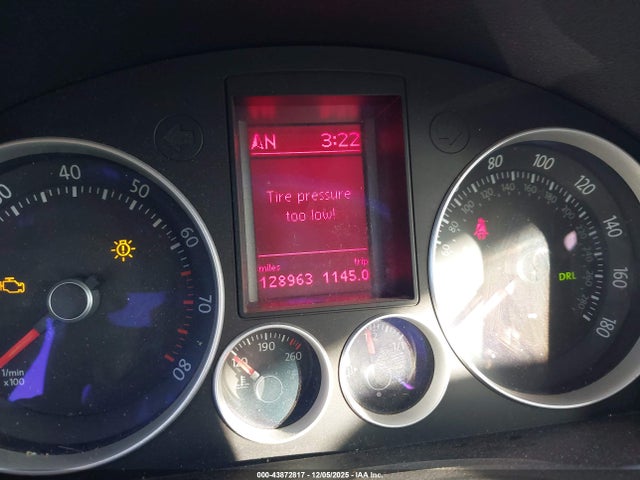 AN 3:22
Tire pressure
too low!
miles trip
128963 1145.0
40 50 60 70 80
1/min
x100
80 100 120 140 160 180
DRL
190 260
°F
000-43872817 12/05/2025 IAA Inc.